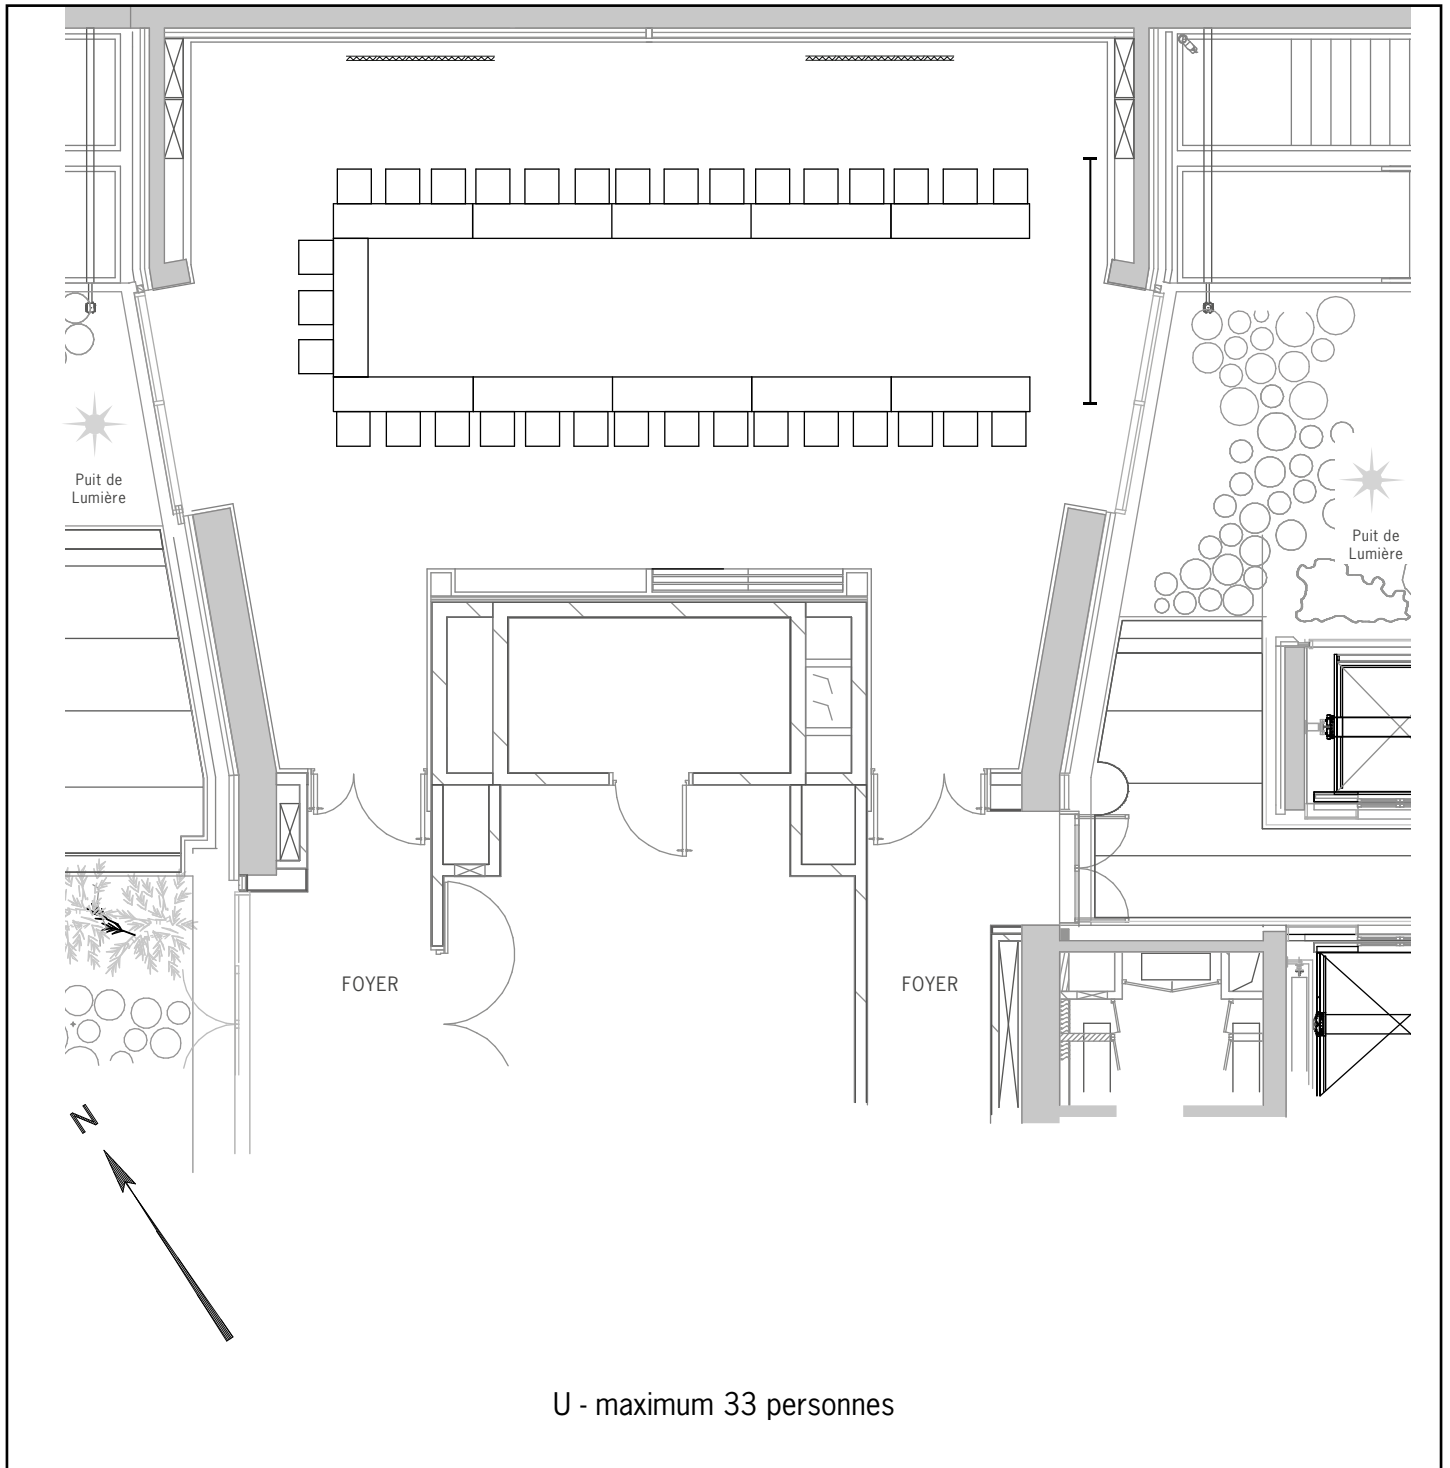 Puit de
Lumière
Puit de
Lumière
FOYER
FOYER
N
U - maximum 33 personnes